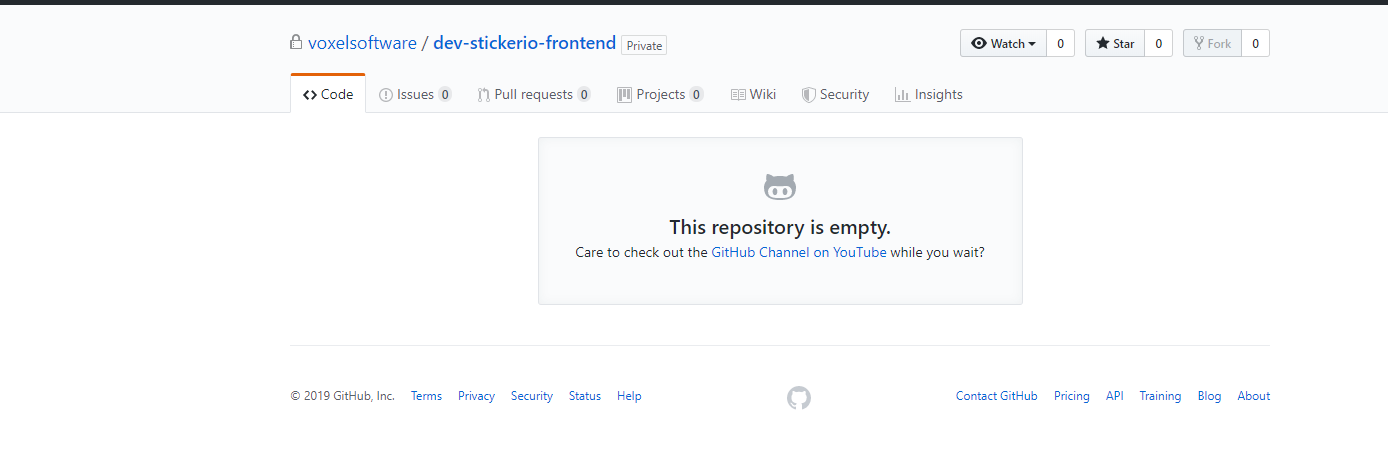 voxelsoftware / dev-stickerio-frontend Private
Watch 0 Star 0 Fork 0
Code Issues 0 Pull requests 0 Projects 0 Wiki Security Insights
This repository is empty.
Care to check out the GitHub Channel on YouTube while you wait?
© 2019 GitHub, Inc. Terms Privacy Security Status Help Contact GitHub Pricing API Training Blog About